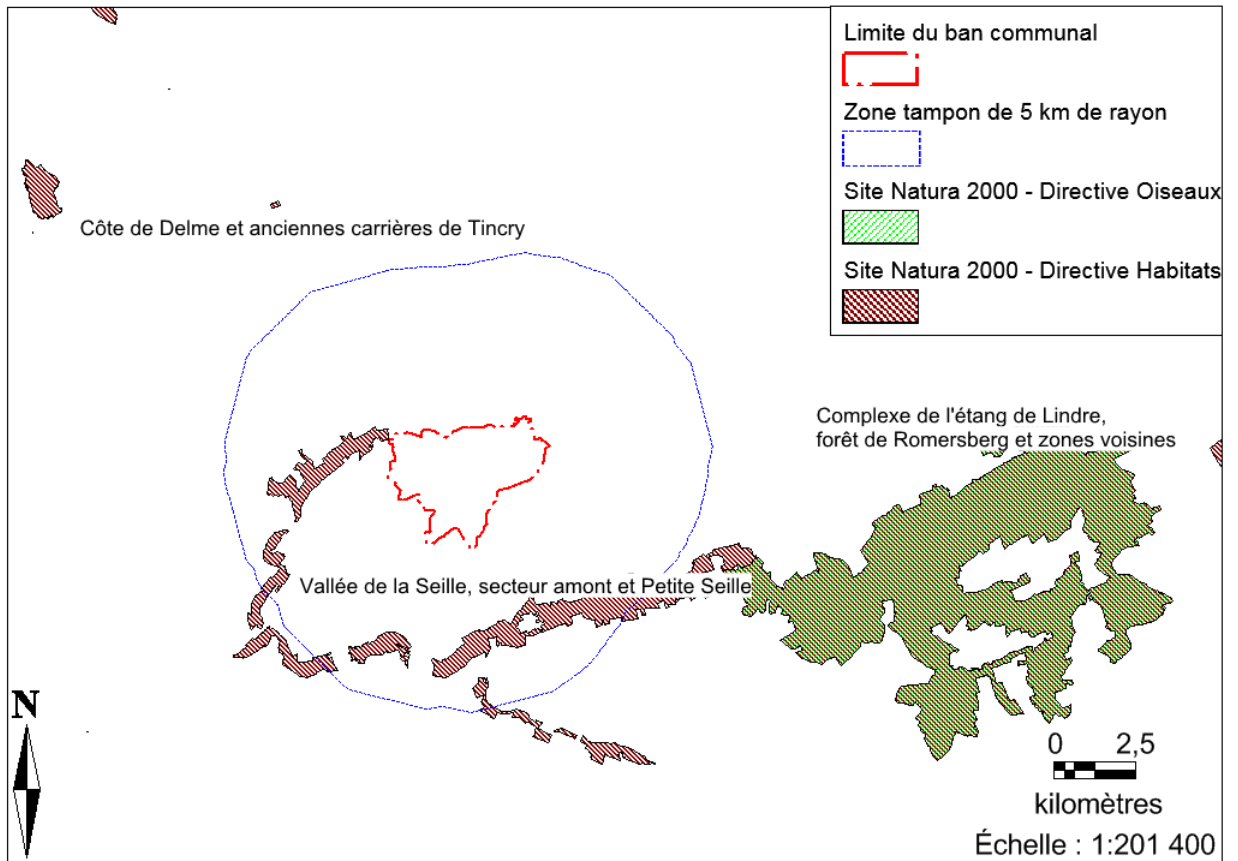 Limite du ban communal
Zone tampon de 5 km de rayon
Site Natura 2000 - Directive Oiseaux
Site Natura 2000 - Directive Habitats
Côte de Delme et anciennes carrières de Tincry
Complexe de l'étang de Lindre,
forêt de Romersberg et zones voisines
Vallée de la Seille, secteur amont et Petite Seille
N
0 2,5
kilomètres
Échelle : 1:201 400